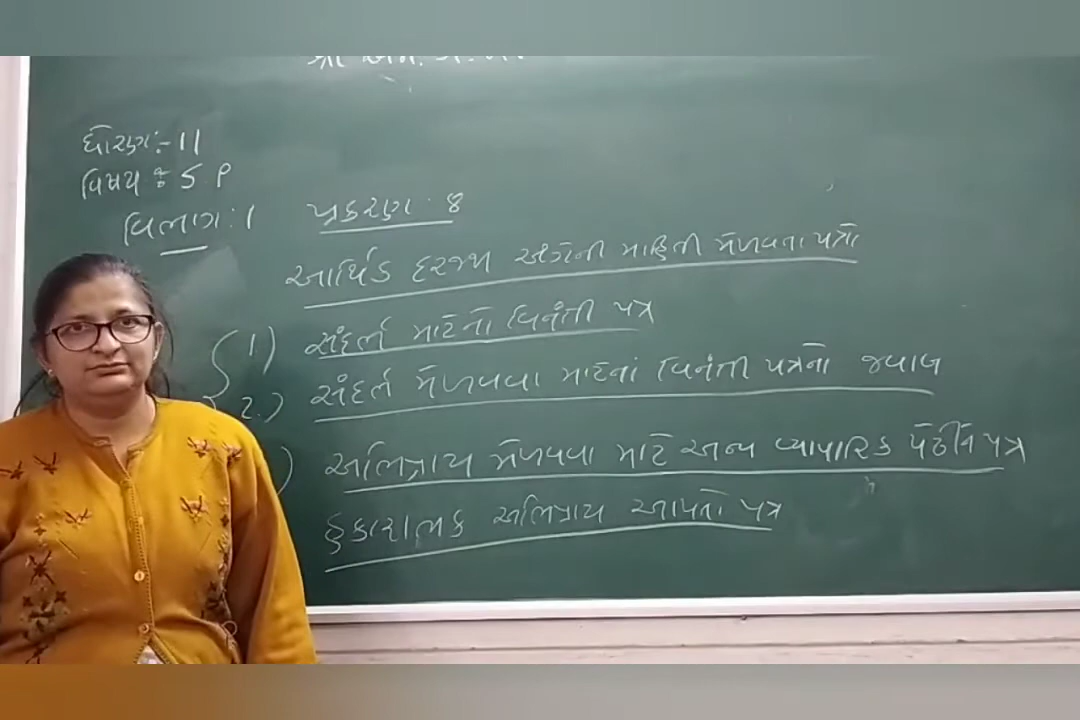 ધોરણ :- 11
વિષય : S P
વિભાગ : 1 પ્રકરણ : 4
આર્થિક દરજ્જા અંગેની માહિતી મેળવતા પત્રો
1.) સંદર્ભ માટેનો વિનંતી પત્ર
2.) સંદર્ભ મેળવવા માટેનાં વિનંતી પત્રનો જવાબ
) અભિપ્રાય મેળવવા માટે અન્ય વ્યાપારિક પેઢીને પત્ર
હકારાત્મક અભિપ્રાય આપતો પત્ર